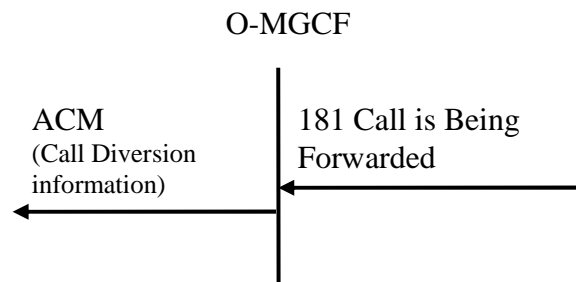 O-MGCF
ACM
(Call Diversion
information)
181 Call is Being
Forwarded